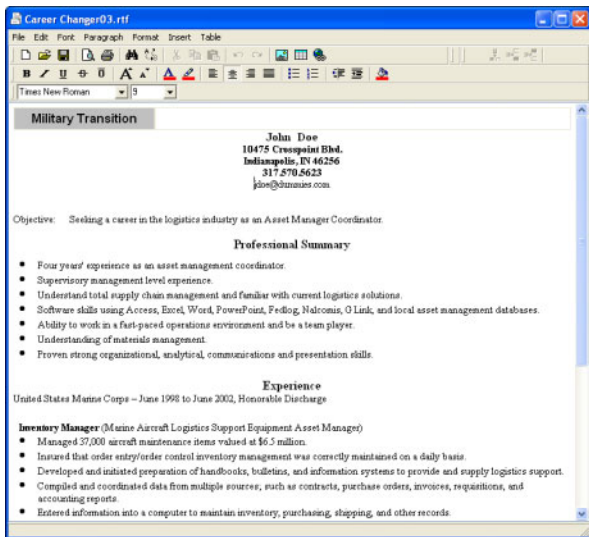 Career Changer03.rtf
File Edit Font Paragraph Format Insert Table
B I U
Times New Roman 9
Military Transition
John Doe
10475 Crosspoint Blvd.
Indianapolis, IN 46256
317.570.5623
jdoe@dummies.com
Objective: Seeking a career in the logistics industry as an Asset Manager Coordinator.
Professional Summary
Four years' experience as an asset management coordinator.
Supervisory management level experience.
Understand total supply chain management and familiar with current logistics solutions.
Software skills using Access, Excel, Word, PowerPoint, Fedlog, Nalcomis, G Link, and local asset management databases.
Ability to work in a fast-paced operations environment and be a team player.
Understanding of materials management.
Proven strong organizational, analytical, communications and presentation skills.
Experience
United States Marine Corps – June 1998 to June 2002, Honorable Discharge
Inventory Manager (Marine Aircraft Logistics Support Equipment Asset Manager)
Managed 37,000 aircraft maintenance items valued at $6.5 million.
Insured that order entry/order control inventory management was correctly maintained on a daily basis.
Developed and initiated preparation of handbooks, bulletins, and information systems to provide and supply logistics support.
Compiled and coordinated data from multiple sources; such as contracts, purchase orders, invoices, requisitions, and
accounting reports.
Entered information into a computer to maintain inventory, purchasing, shipping, and other records.